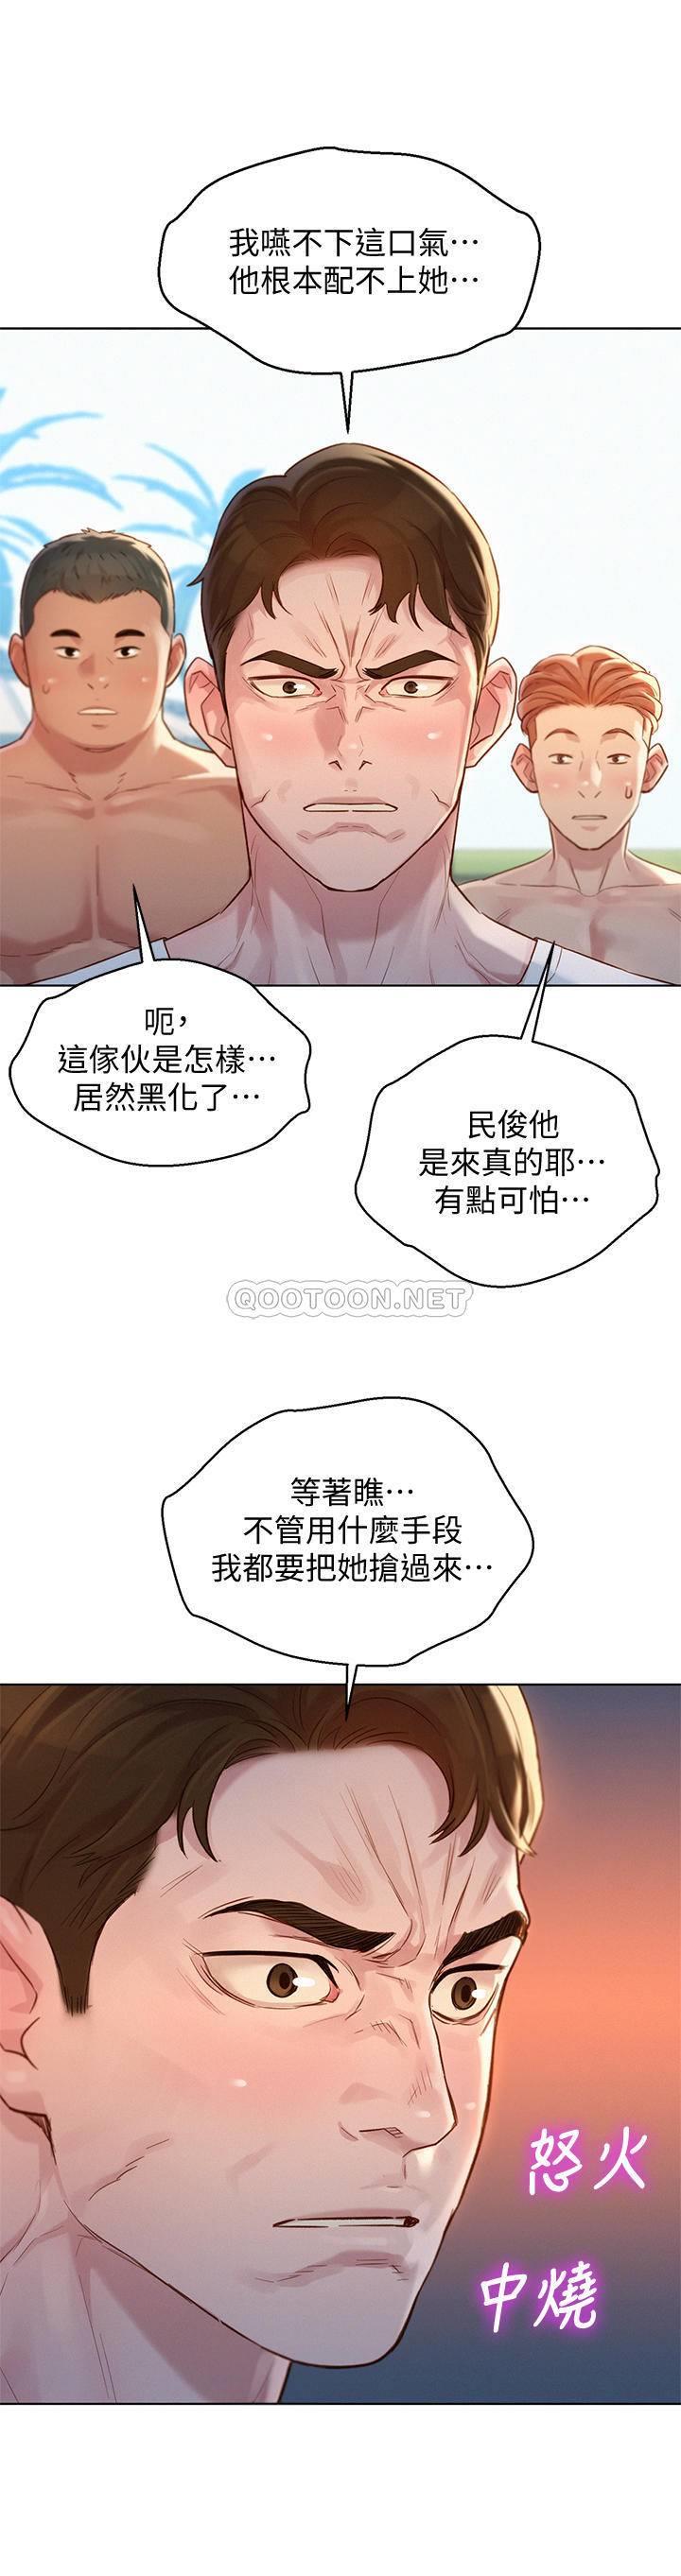 我嚥不下這口氣⋯
他根本配不上她⋯
呃，
這傢伙是怎樣⋯
居然黑化了⋯
民俊他
是來真的耶⋯
有點可怕⋯
QOOTOON.NET
等著瞧⋯
不管用什麼手段
我都要把她搶過來⋯
怒火
中燒